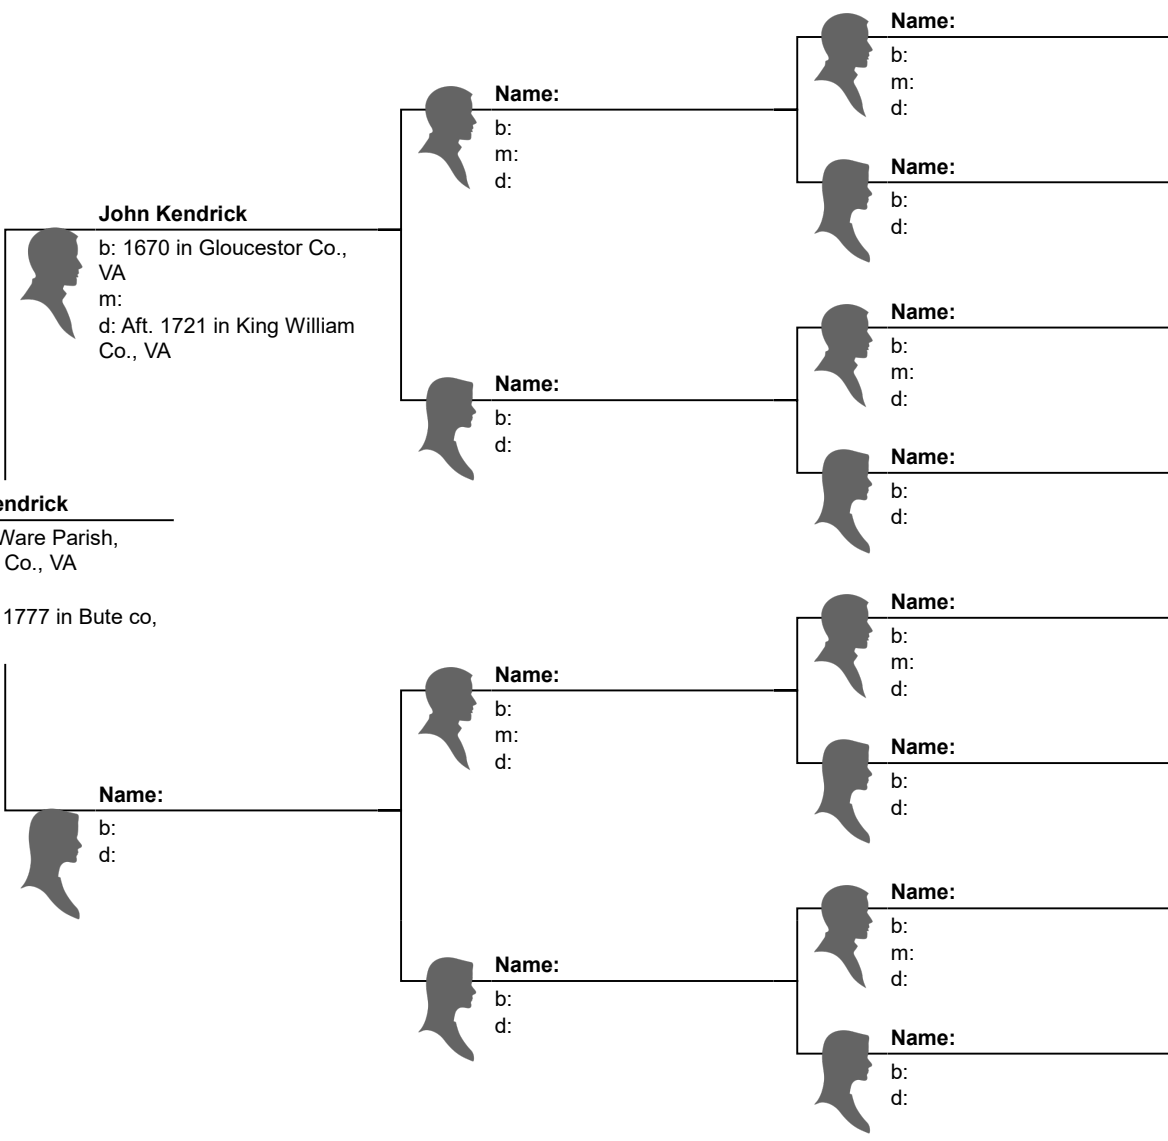 John Kendrick
b: 1670 in Gloucestor Co.,
VA
m:
d: Aft. 1721 in King William
Co., VA
endrick
Ware Parish,
Co., VA
1777 in Bute co,
Name:
b:
d:
Name:
b:
m:
d:
Name:
b:
d:
Name:
b:
m:
d:
Name:
b:
d:
Name:
b:
m:
d:
Name:
b:
d:
Name:
b:
m:
d:
Name:
b:
d:
Name:
b:
m:
d:
Name:
b:
d:
Name:
b:
m:
d:
Name:
b:
d: